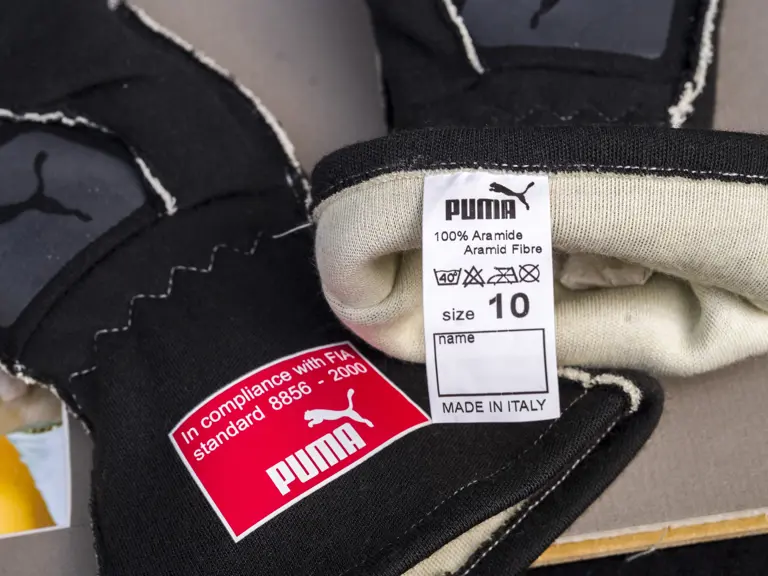 PUMA
100% Aramide
Aramid Fibre
40°
size 10
name
MADE IN ITALY
In compliance with FIA
standard 8856 - 2000
PUMA